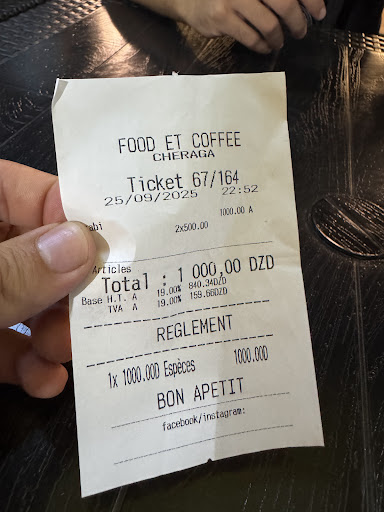 FOOD ET COFFEE
CHERAGA
Ticket 67/164
25/09/2025 22:52
1000.00 A
2x500.00
Articles
Total : 1 000,00 DZD
Base H.T. A 19.00% 840.34DZD
TVA A 19.00% 159.66DZD
REGLEMENT
1x 1000.000 Espèces 1000.000
BON APETIT
facebook/instagram: